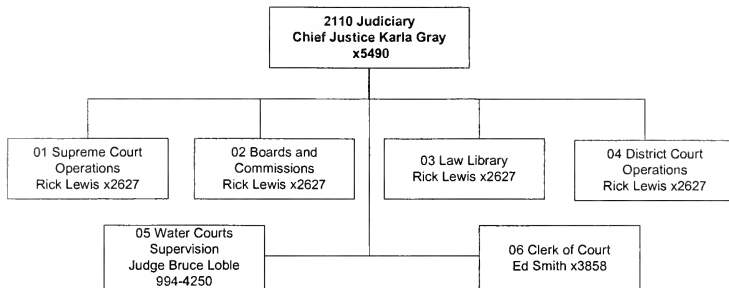 2110 Judiciary
Chief Justice Karla Gray
x5490
01 Supreme Court
Operations
Rick Lewis x2627
02 Boards and
Commissions
Rick Lewis x2627
03 Law Library
Rick Lewis x2627
04 District Court
Operations
Rick Lewis x2627
05 Water Courts
Supervision
Judge Bruce Loble
994-4250
06 Clerk of Court
Ed Smith x3858